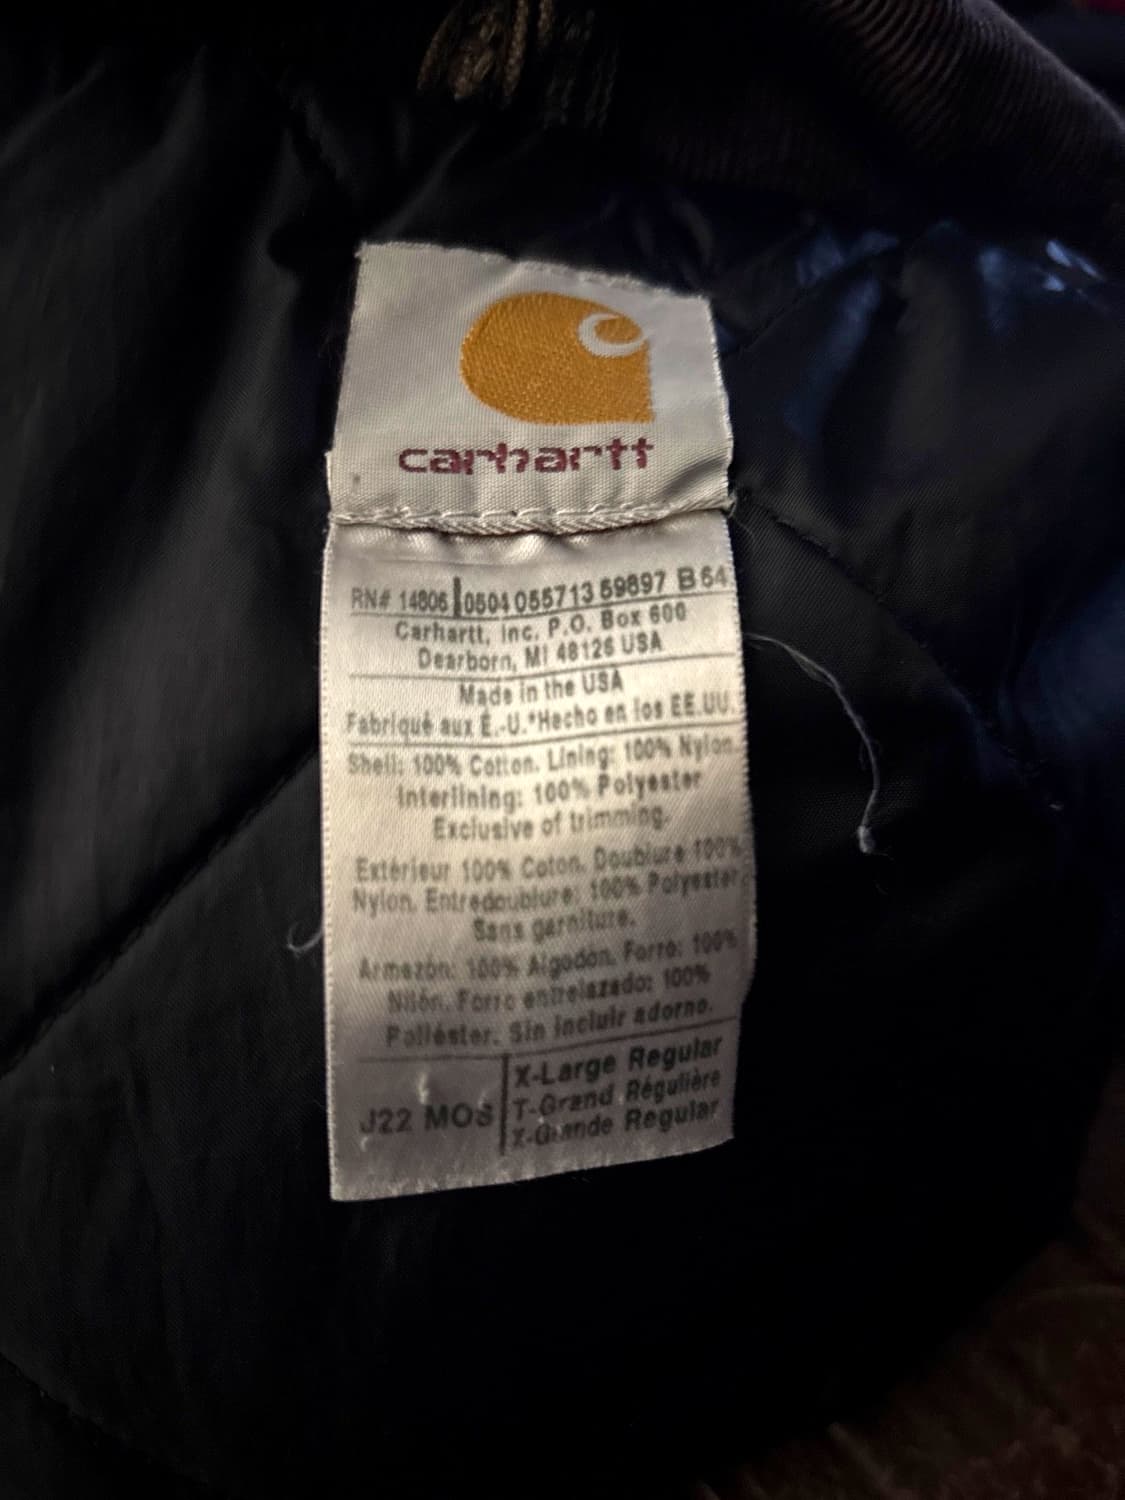 carhartt
RN# 14806 0504 055713 59897 B 64
Carhartt, Inc. P.O. Box 600
Dearborn, MI 48126 USA
Made in the USA
Fabriqué aux É.-U.*Hecho en los EE.UU.
Shell: 100% Cotton. Lining: 100% Nylon.
Interlining: 100% Polyester
Exclusive of trimming.
Extérieur 100% Coton. Doublure 100%
Nylon. Entredoublure: 100% Polyester.
Sans garniture.
Armazón: 100% Algodon. Forro: 100%
Nilón. Forro entrelazado: 100%
Poliéster. Sin incluir adorno.
J22 MOS
X-Large Regular
T-Grand Régulière
X-Grande Regular